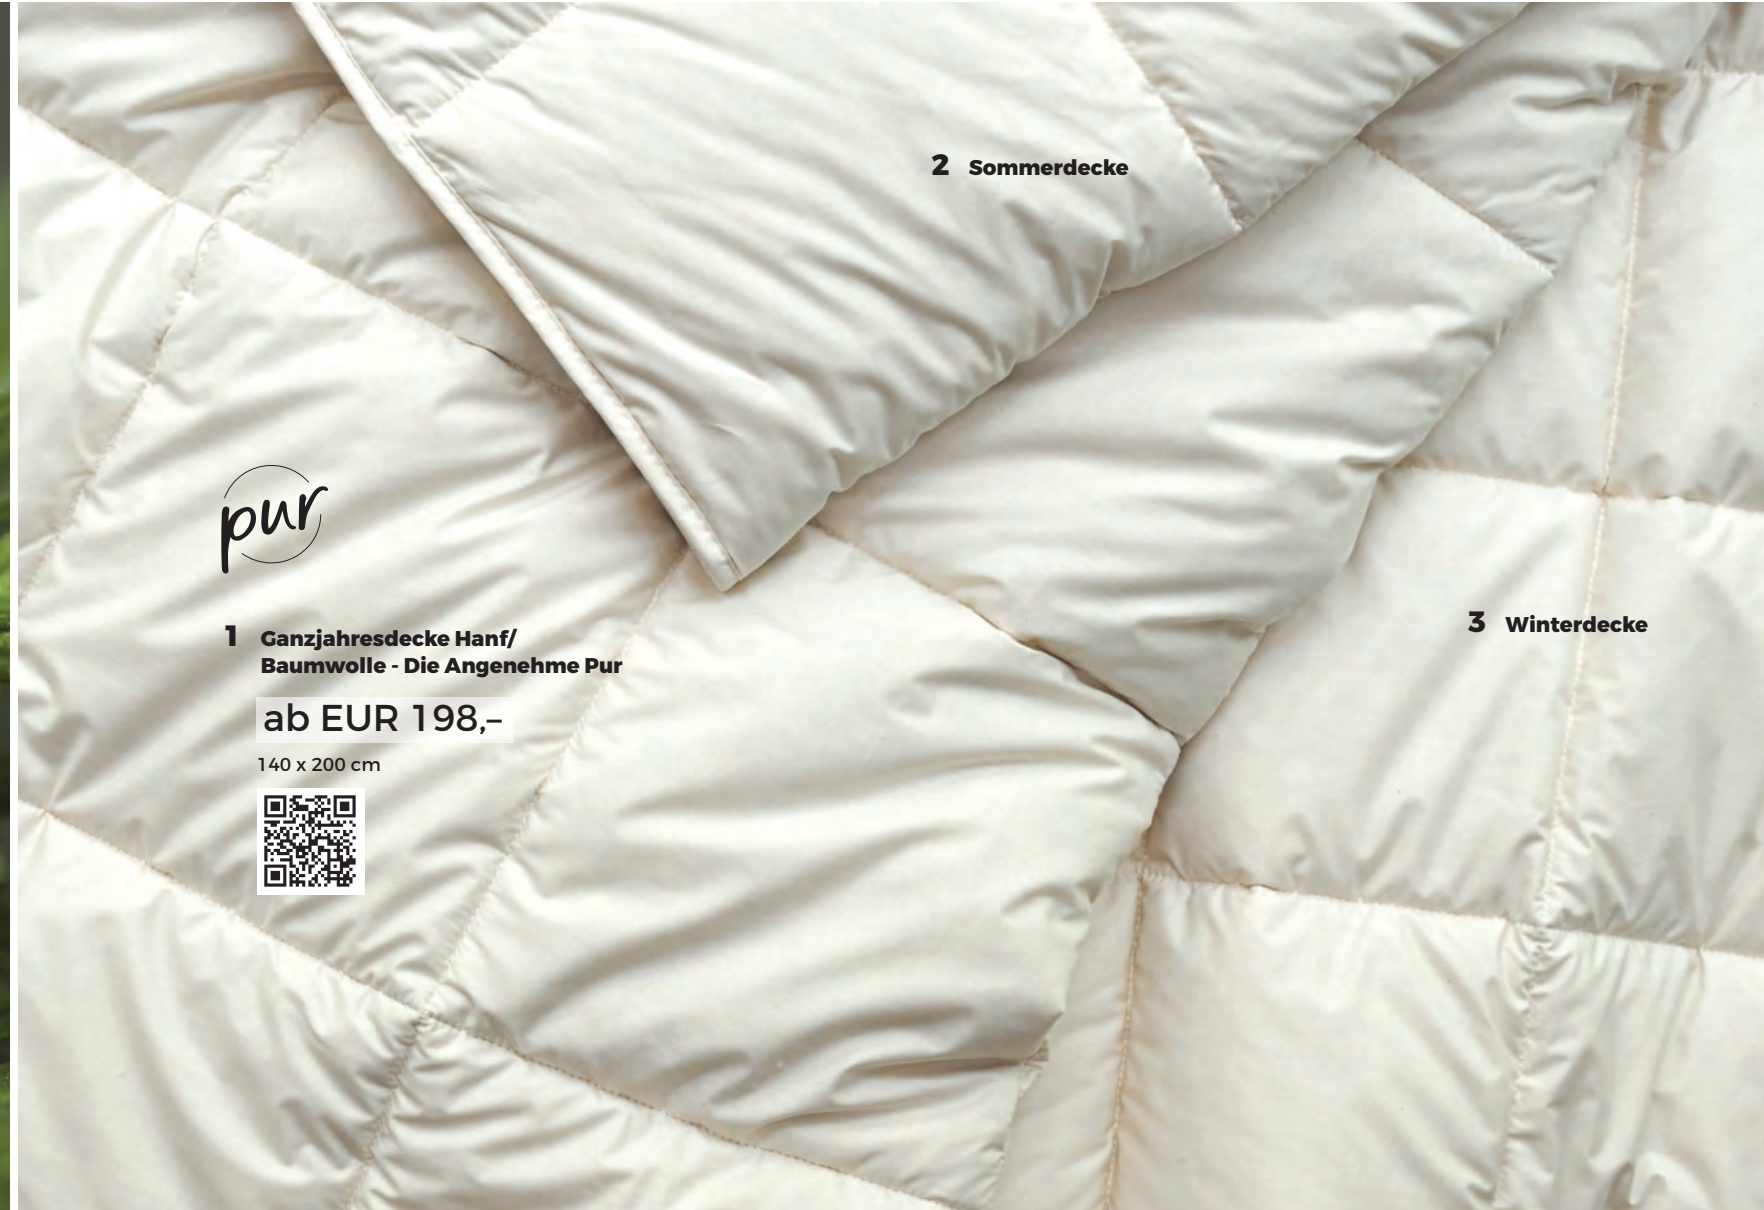 2 Sommerdecke
pur
1 Ganzjahresdecke Hanf/
Baumwolle - Die Angenehme Pur
ab EUR 198,–
140 x 200 cm
3 Winterdecke